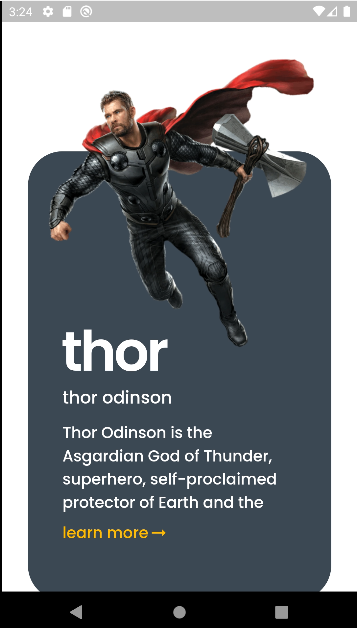 3:24
thor
thor odinson
Thor Odinson is the
Asgardian God of Thunder,
superhero, self-proclaimed
protector of Earth and the
learn more →